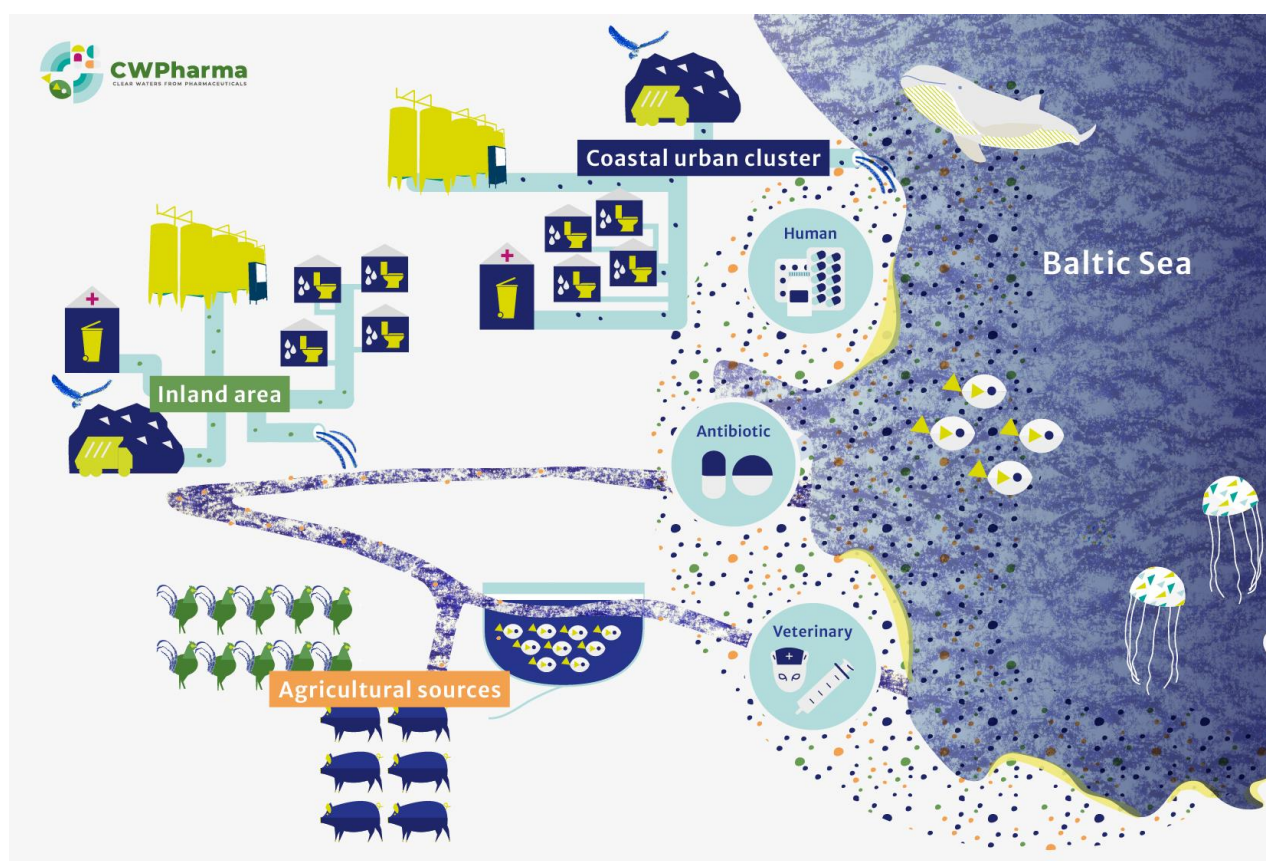 CWPharma
CLEAR WATERS FROM PHARMACEUTICALS
Coastal urban cluster
Human
Baltic Sea
Inland area
Antibiotic
Veterinary
Agricultural sources